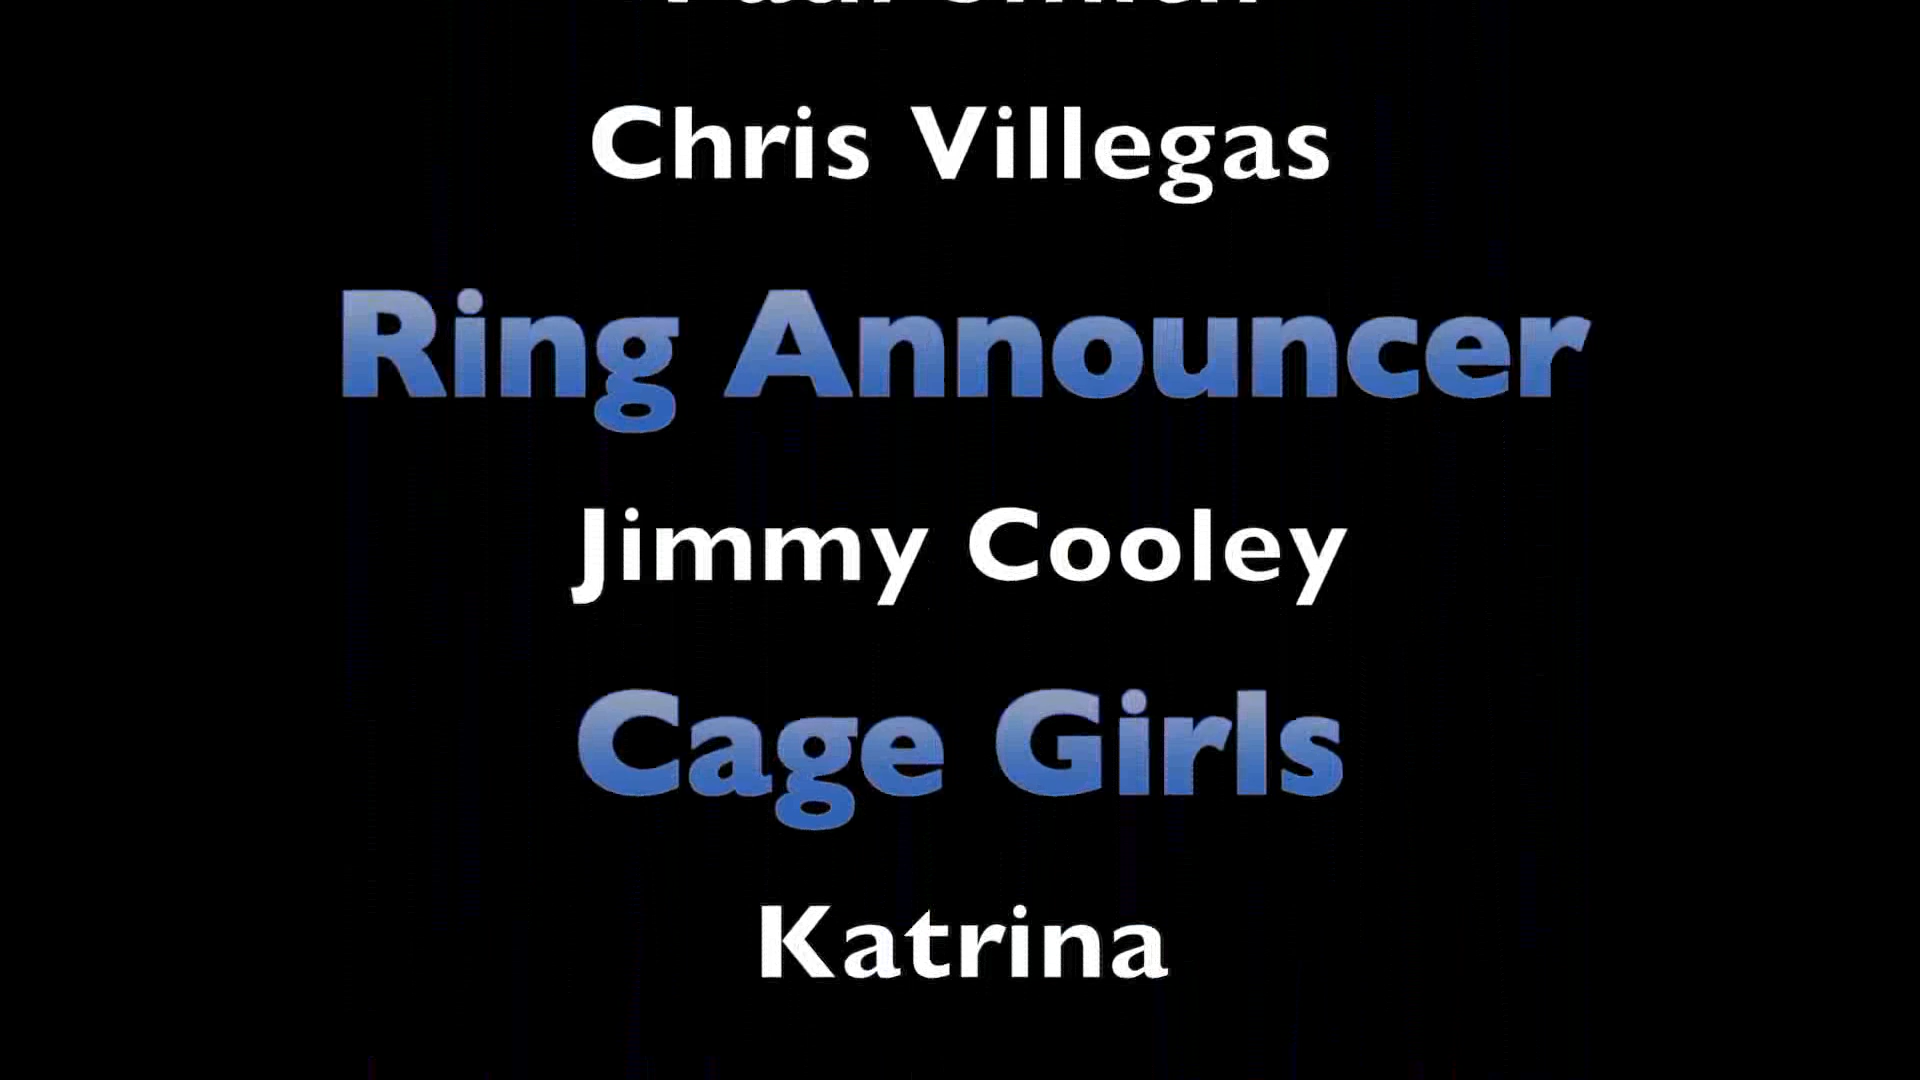 Chris Villegas
Ring Announcer
Jimmy Cooley
Cage Girls
Katrina